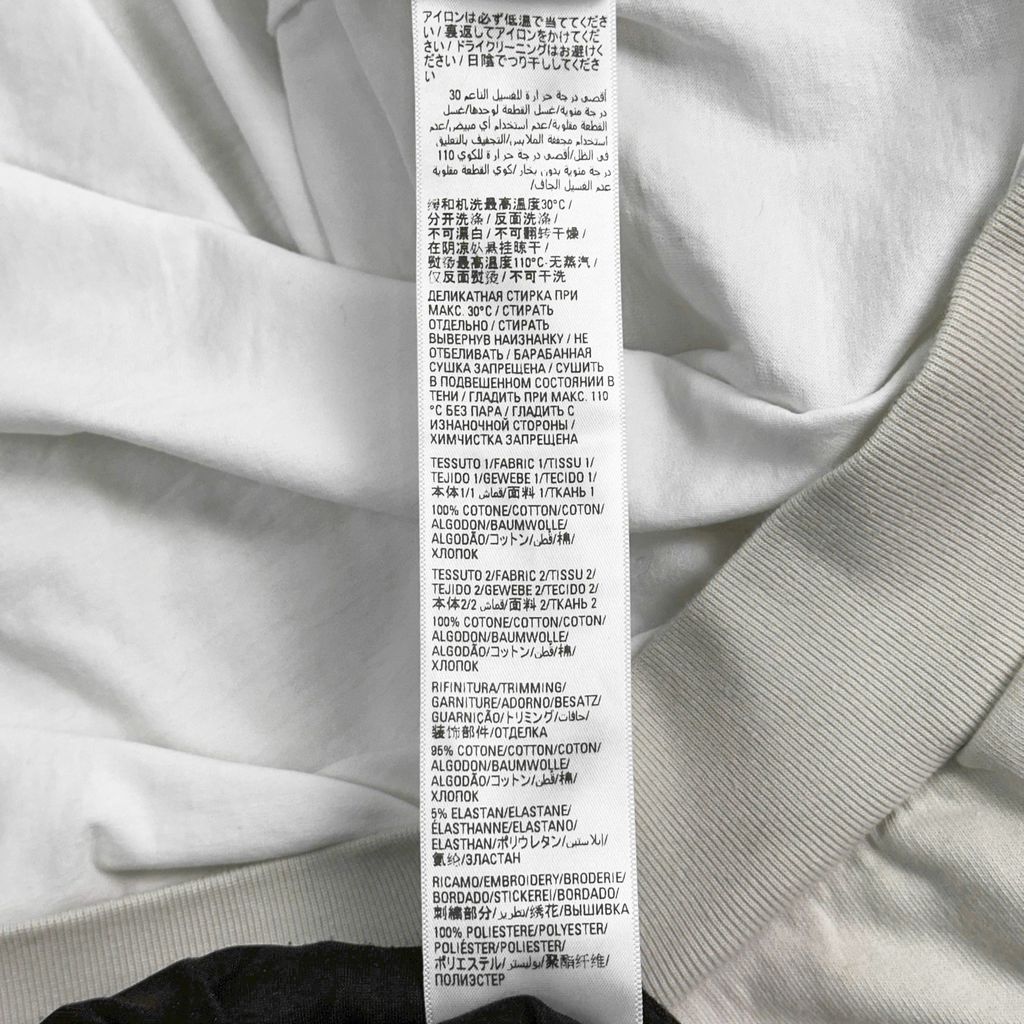 アイロンは必ず低温で当ててくださ
い / 裏返してアイロンをかけてくだ
さい / ドライクリーニングはお避けく
ださい / 日陰でつり干ししてくださ
い
أقصى درجة حرارة للغسيل الناعم 30
درجة مئوية/غسل القطعة لوحدها/غسل
القطعة مقلوبة/عدم أستخدام أي مبيض/عدم
أستخدام مجففة الملابس/التجفيف بالتعليق
في الظل/أقصى درجة حرارة للكوي 110
درجة مئوية بدون بخار/كوي القطعة مقلوبة
عدم الغسيل الجاف/
缓和机洗最高温度30°C /
分开洗涤 / 反面洗涤 /
不可漂白 / 不可翻转干燥 /
在阴凉处悬挂晾干 /
熨烫最高温度110°C·无蒸汽 /
仅反面熨烫 / 不可干洗
ДЕЛИКАТНАЯ СТИРКА ПРИ
МАКС. 30°C / СТИРАТЬ
ОТДЕЛЬНО / СТИРАТЬ
ВЫВЕРНУВ НАИЗНАНКУ / НЕ
ОТБЕЛИВАТЬ / БАРАБАННАЯ
СУШКА ЗАПРЕЩЕНА / СУШИТЬ
В ПОДВЕШЕННОМ СОСТОЯНИИ В
ТЕНИ / ГЛАДИТЬ ПРИ МАКС. 110
°C БЕЗ ПАРА / ГЛАДИТЬ С
ИЗНАНОЧНОЙ СТОРОНЫ /
ХИМЧИСТКА ЗАПРЕЩЕНА
TESSUTO 1/FABRIC 1/TISSU 1/
TEJIDO 1/GEWEBE 1/TECIDO 1/
本体1/قماش 1/面料 1/ТКАНЬ 1
100% COTONE/COTTON/COTON/
ALGODON/BAUMWOLLE/
ALGODÃO/コットン/قطن/棉/
ХЛОПОК
TESSUTO 2/FABRIC 2/TISSU 2/
TEJIDO 2/GEWEBE 2/TECIDO 2/
本体2/قماش 2/面料 2/ТКАНЬ 2
100% COTONE/COTTON/COTON/
ALGODON/BAUMWOLLE/
ALGODÃO/コットン/قطن/棉/
ХЛОПОК
RIFINITURA/TRIMMING/
GARNITURE/ADORNO/BESATZ/
GUARNIÇÃO/トリミング/حافات/
装饰部件/ОТДЕЛКА
95% COTONE/COTTON/COTON/
ALGODON/BAUMWOLLE/
ALGODÃO/コットン/قطن/棉/
ХЛОПОК
5% ELASTAN/ELASTANE/
ÉLASTHANNE/ELASTANO/
ELASTHAN/ポリウレタン/إيلاستين/
氨纶/ЭЛАСТАН
RICAMO/EMBROIDERY/BRODERIE/
BORDADO/STICKEREI/BORDADO/
刺繍部分/تطريز/绣花/ВЫШИВКА
100% POLIESTERE/POLYESTER/
POLIÉSTER/POLIESTER/
ポリエステル/بوليستر/聚酯纤维/
ПОЛИЭСТЕР